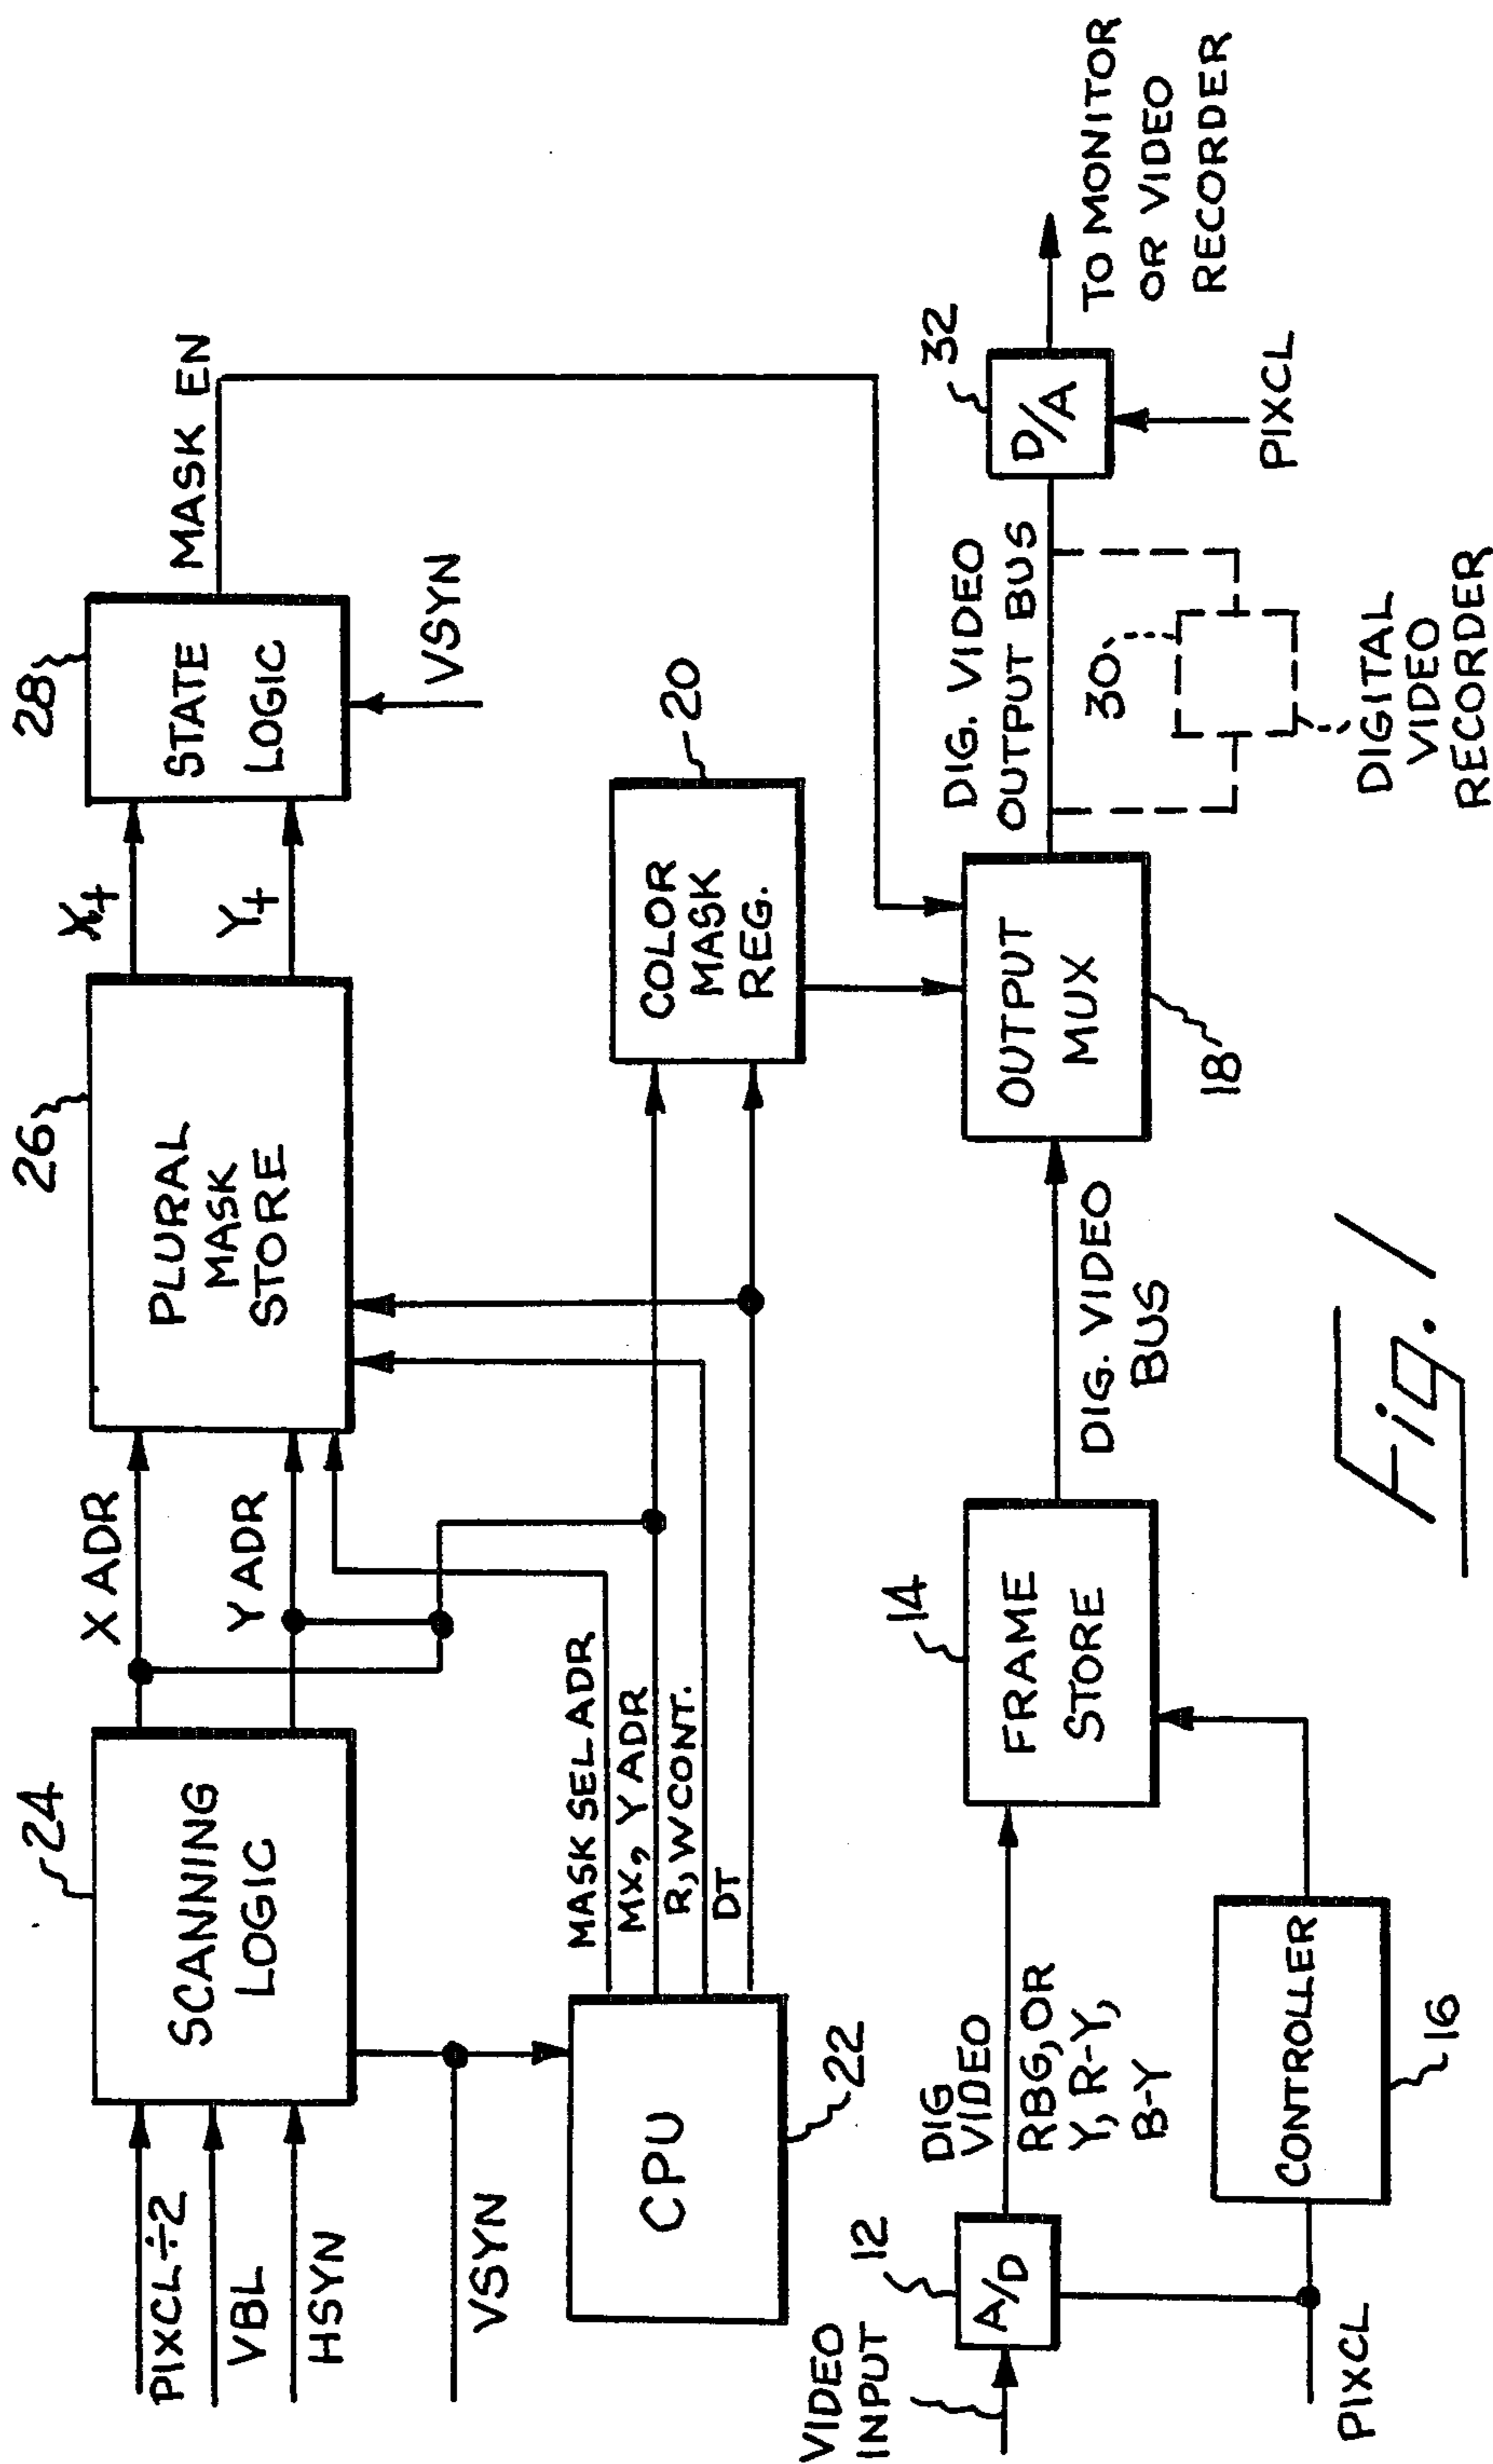 24
SCANNING
LOGIC
PIXCL÷2
VBL
HSYN
VSYN
X ADR
Y ADR
26
PLURAL
MASK
STORE
X+
Y+
28
STATE
LOGIC
VSYN
MASK EN
CPU
22
MASK SEL ADR
MX, Y ADR
R, W CONT.
DT
COLOR
MASK
REG.
20
VIDEO
INPUT
12
A/D
DIG
VIDEO
RBG, OR
Y, R-Y,
B-Y
PIXCL
CONTROLLER
16
14
FRAME
STORE
DIG. VIDEO
BUS
OUTPUT
MUX
18
DIG. VIDEO
OUTPUT BUS
30
DIGITAL
VIDEO
RECORDER
32
D/A
PIXCL
TO MONITOR
OR VIDEO
RECORDER
Fig. 1